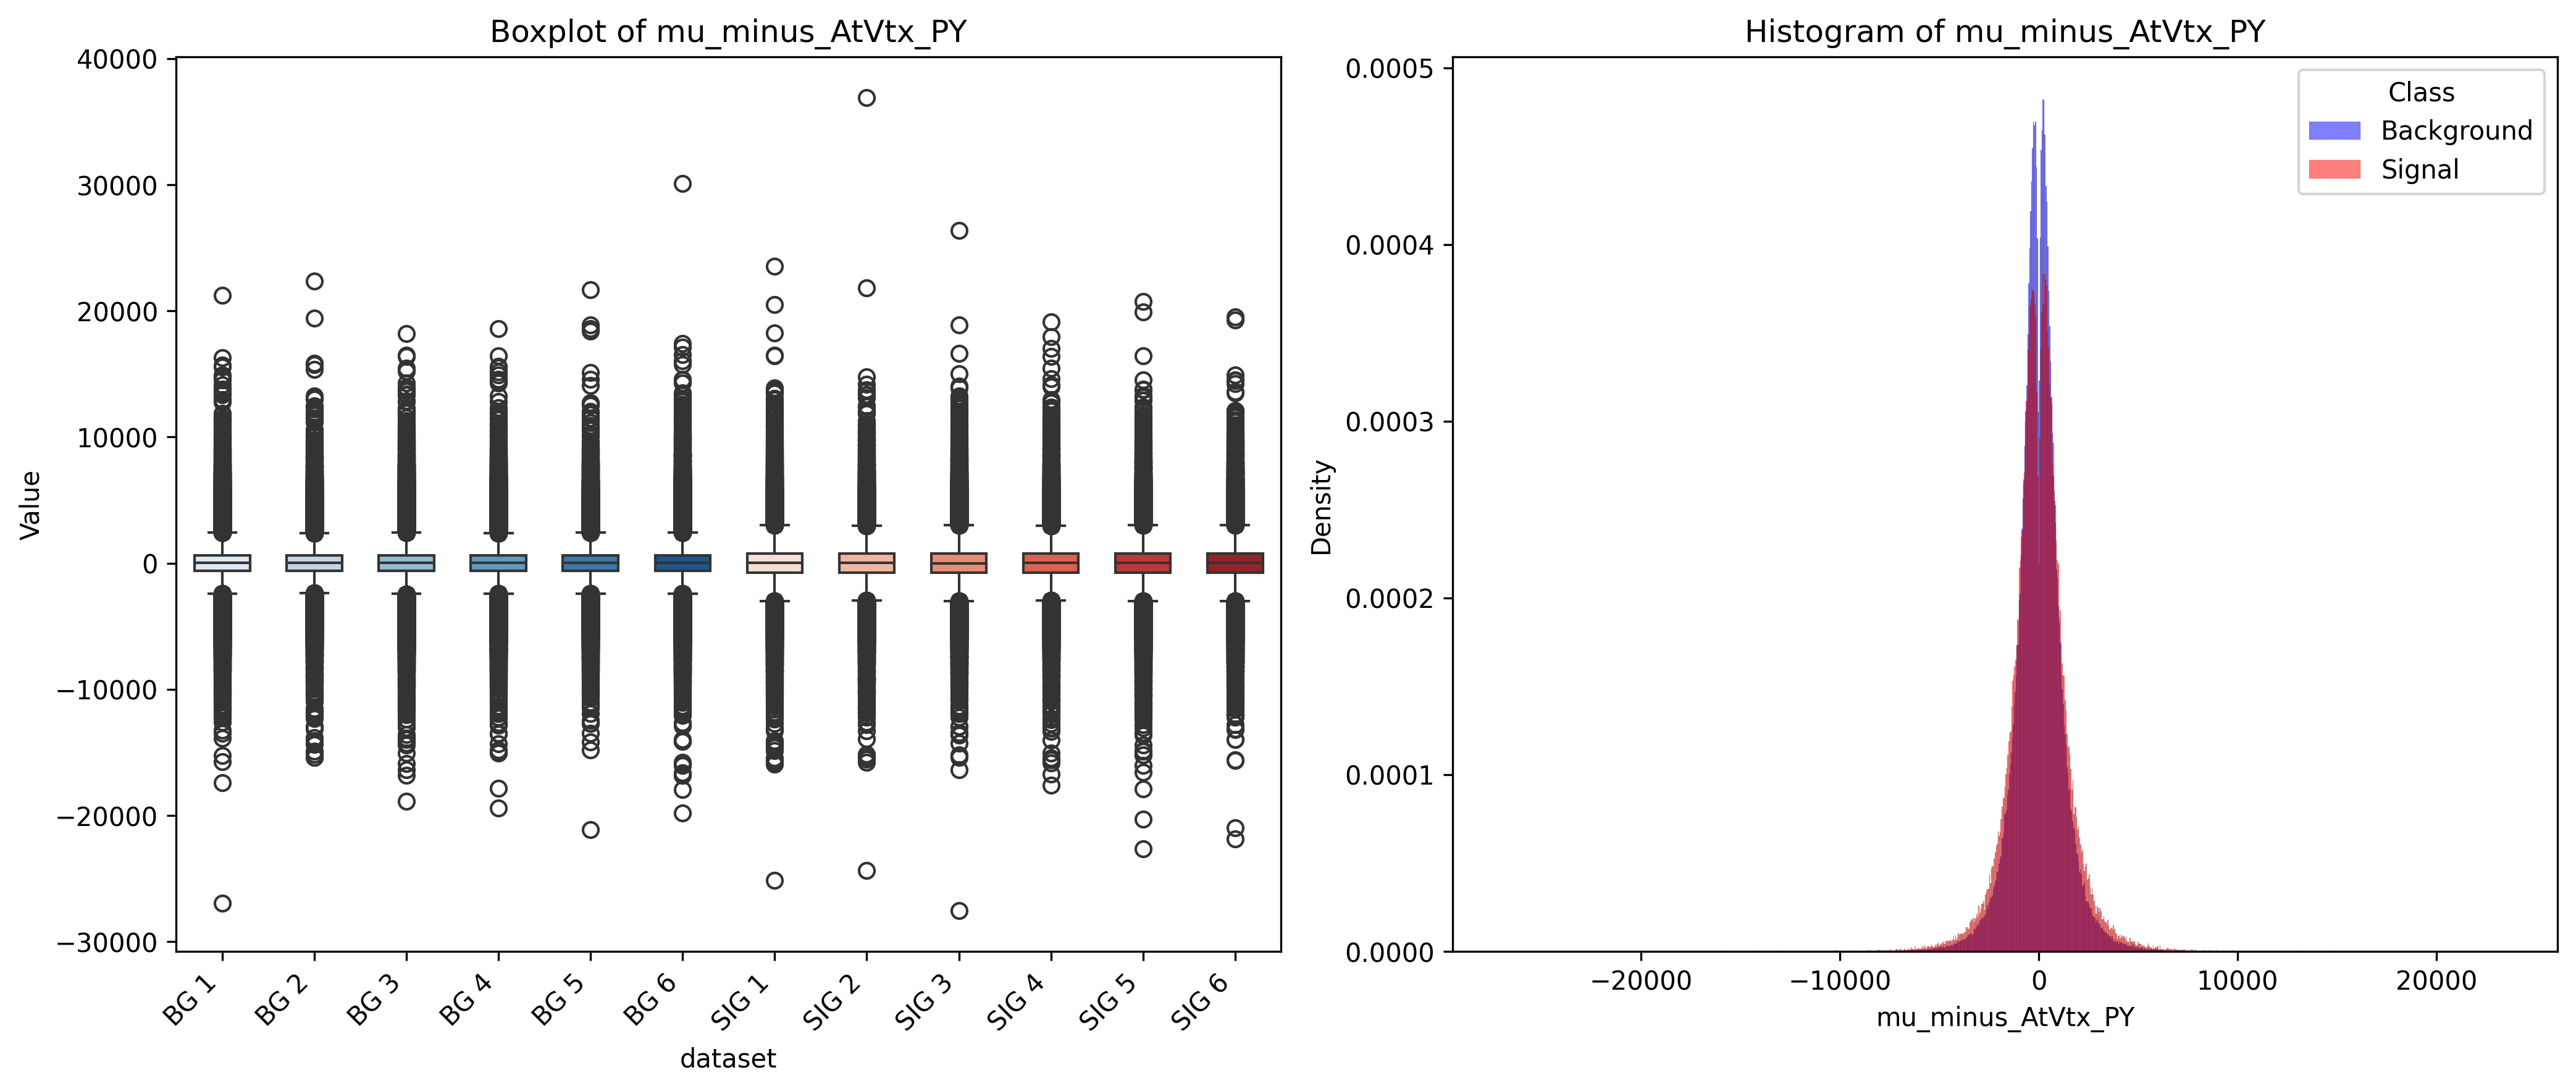 Boxplot of mu_minus_AtVtx_PY
40000
30000
20000
10000
0
−10000
−20000
−30000
Value
BG 1
BG 2
BG 3
BG 4
BG 5
BG 6
SIG 1
SIG 2
SIG 3
SIG 4
SIG 5
SIG 6
dataset
Histogram of mu_minus_AtVtx_PY
0.0005
0.0004
0.0003
0.0002
0.0001
0.0000
Density
Class
Background
Signal
−20000
−10000
0
10000
20000
mu_minus_AtVtx_PY